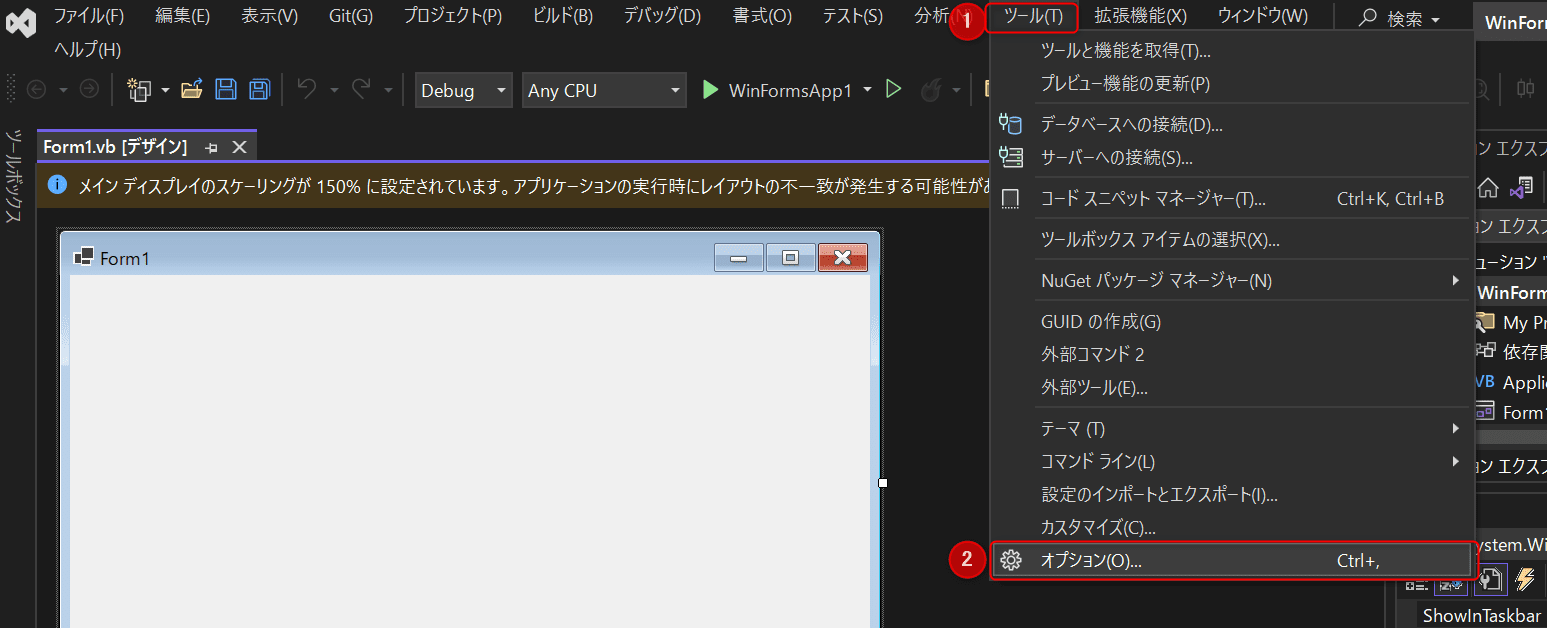 ファイル(F) 編集(E) 表示(V) Git(G) プロジェクト(P) ビルド(B) デバッグ(D) 書式(O) テスト(S) 分析 1 ツール(T) 拡張機能(X) ウインドウ(W) 検索 WinForm
ヘルプ(H)
Debug Any CPU WinFormsApp1
ツールボックス
Form1.vb [デザイン]
メイン ディスプレイのスケーリングが 150% に設定されています。アプリケーションの実行時にレイアウトの不一致が発生する可能性が
Form1
ツールと機能を取得(T)...
プレビュー機能の更新(P)
データベースへの接続(D)...
サーバーへの接続(S)...
コード スニペット マネージャー(T)... Ctrl+K, Ctrl+B
ツールボックス アイテムの選択(X)...
NuGet パッケージ マネージャー(N)
GUID の作成(G)
外部コマンド 2
外部ツール(E)...
テーマ (T)
コマンド ライン(L)
設定のインポートとエクスポート(I)...
カスタマイズ(C)...
2 オプション(O)... Ctrl+,
ン エクスプ
ョン エクスプ
ューション '
WinForm
My Pr
依存関
VB Applic
Form
ョン エクスプ
ystem.Wi
ShowInTaskbar